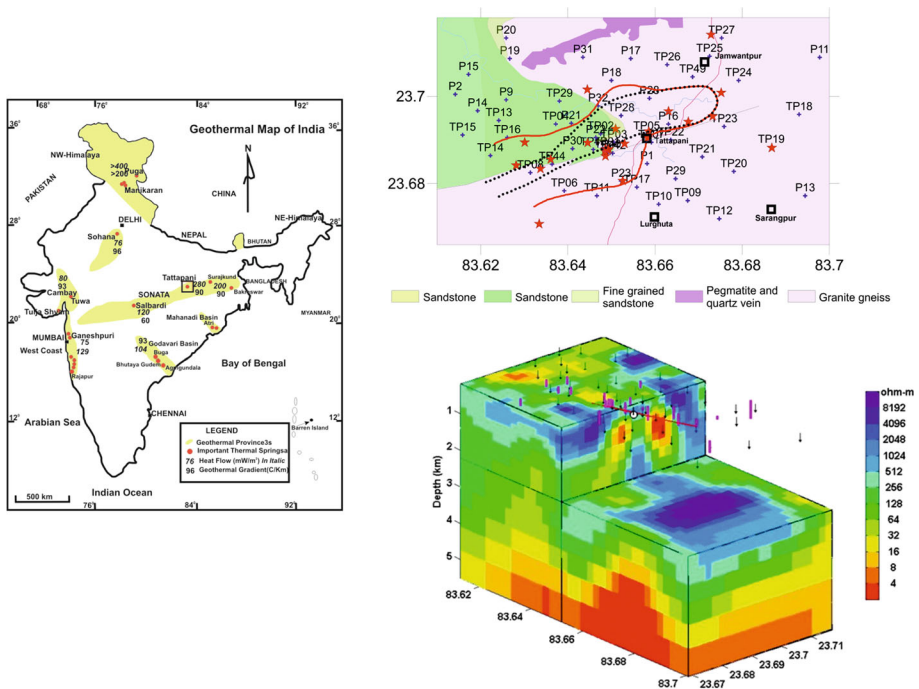 68°
76°
84°
92°
36°
28°
20°
12°
Geothermal Map of India
NW-Himalaya
>400
>200
Puga
Manikaran
PAKISTAN
CHINA
N
DELHI
NEPAL
NE-Himalaya
BHUTAN
Sohana
76
96
Tattapani
Surajkund
280
90
200
90
BANGLADESH
Bakreswar
80
93
Cambay
Tuwa
SONATA
Salbardi
120
60
MYANMAR
Mahanadi Basin
Atri
MUMBAI
Ganeshpuri
75
129
West Coast
93
104
Godavari Basin
Buga
Bhutaya Gudem
Agnigundala
Rajapur
Bay of Bengal
Arabian Sea
CHENNAI
Barren Island
LEGEND
Geothermal Province3s
Important Thermal Springsa
76 Heat Flow (mW/m²) In Italic
96 Geothermal Gradient(C/Km)
500 km
Indian Ocean
76°
84°
92°
P20
TP27
P19
P31
TP17
TP25
P11
TP26
Jamwantpur
P15
P18
TP49
TP24
P2
P9
TP29
P32
23.7
P14
TP28
TP18
TP13
TP15
TP16
TP02
TP03
TP05
P16
TP23
TP22
Tattapani
TP14
P30
TP19
P1
TP21
TP08
TP20
23.68
P23
P29
TP06
TP11
TP17
P13
TP10
TP09
TP12
Lurghuta
Sarangpur
83.62
83.64
83.66
83.68
83.7
Sandstone
Sandstone
Fine grained
sandstone
Pegmatite and
quartz vein
Granite gneiss
Depth (km)
1
2
3
4
5
83.62
83.64
83.66
83.68
83.7
23.67
23.68
23.69
23.7
23.71
ohm-m
8192
4096
2048
1024
512
256
128
64
32
16
8
4